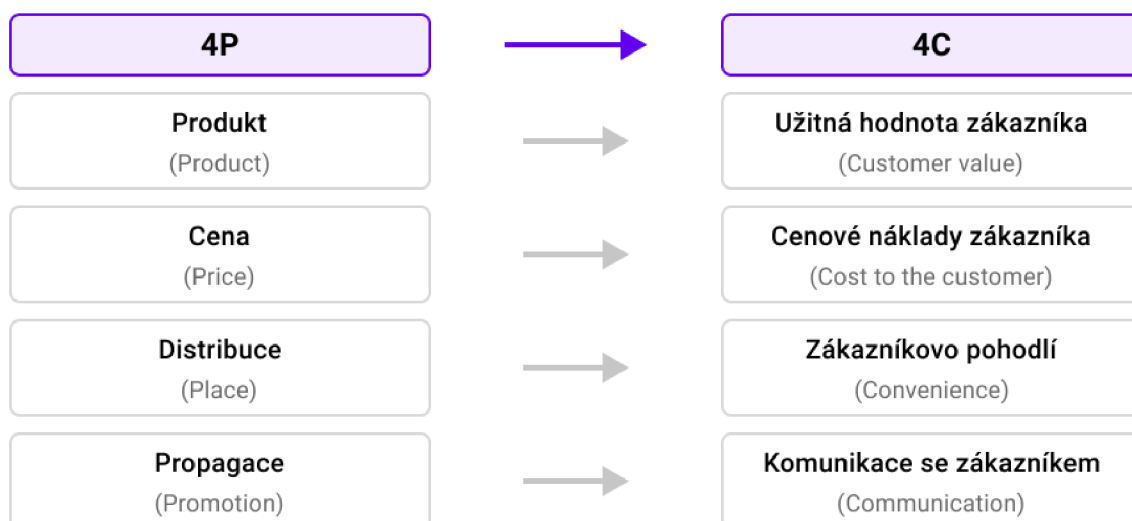 4P
4C
Produkt
(Product)
Užitná hodnota zákazníka
(Customer value)
Cena
(Price)
Cenové náklady zákazníka
(Cost to the customer)
Distribuce
(Place)
Zákazníkovo pohodlí
(Convenience)
Propagace
(Promotion)
Komunikace se zákazníkem
(Communication)